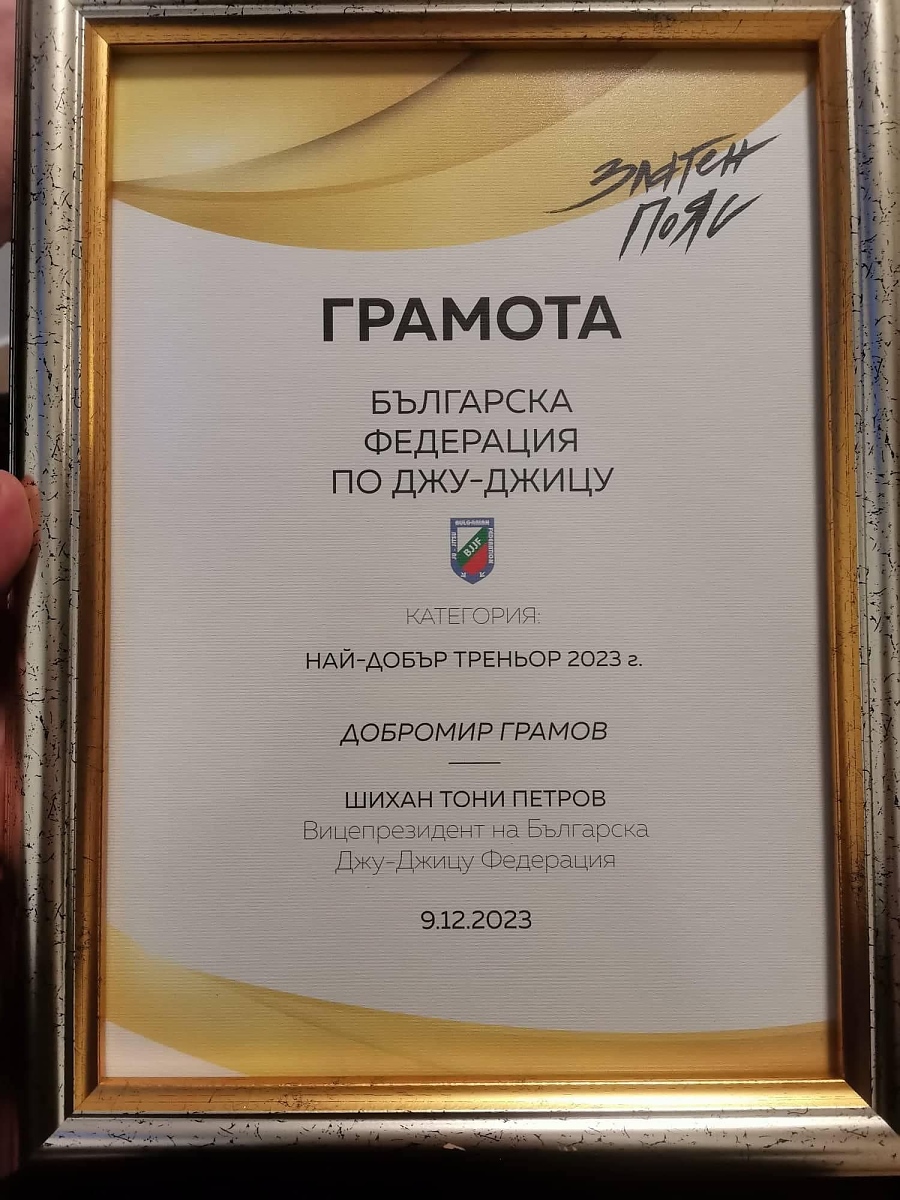 ЗЛАТЕН
ПОЯС
ГРАМОТА
БЪЛГАРСКА
ФЕДЕРАЦИЯ
ПО ДЖУ-ДЖИЦУ
BULGARIAN
BJJF
КАТЕГОРИЯ:
НАЙ-ДОБЪР ТРЕНЬОР 2023 г.
ДОБРОМИР ГРАМОВ
ШИХАН ТОНИ ПЕТРОВ
Вицепрезидент на Българска
Джу-Джицу Федерация
9.12.2023